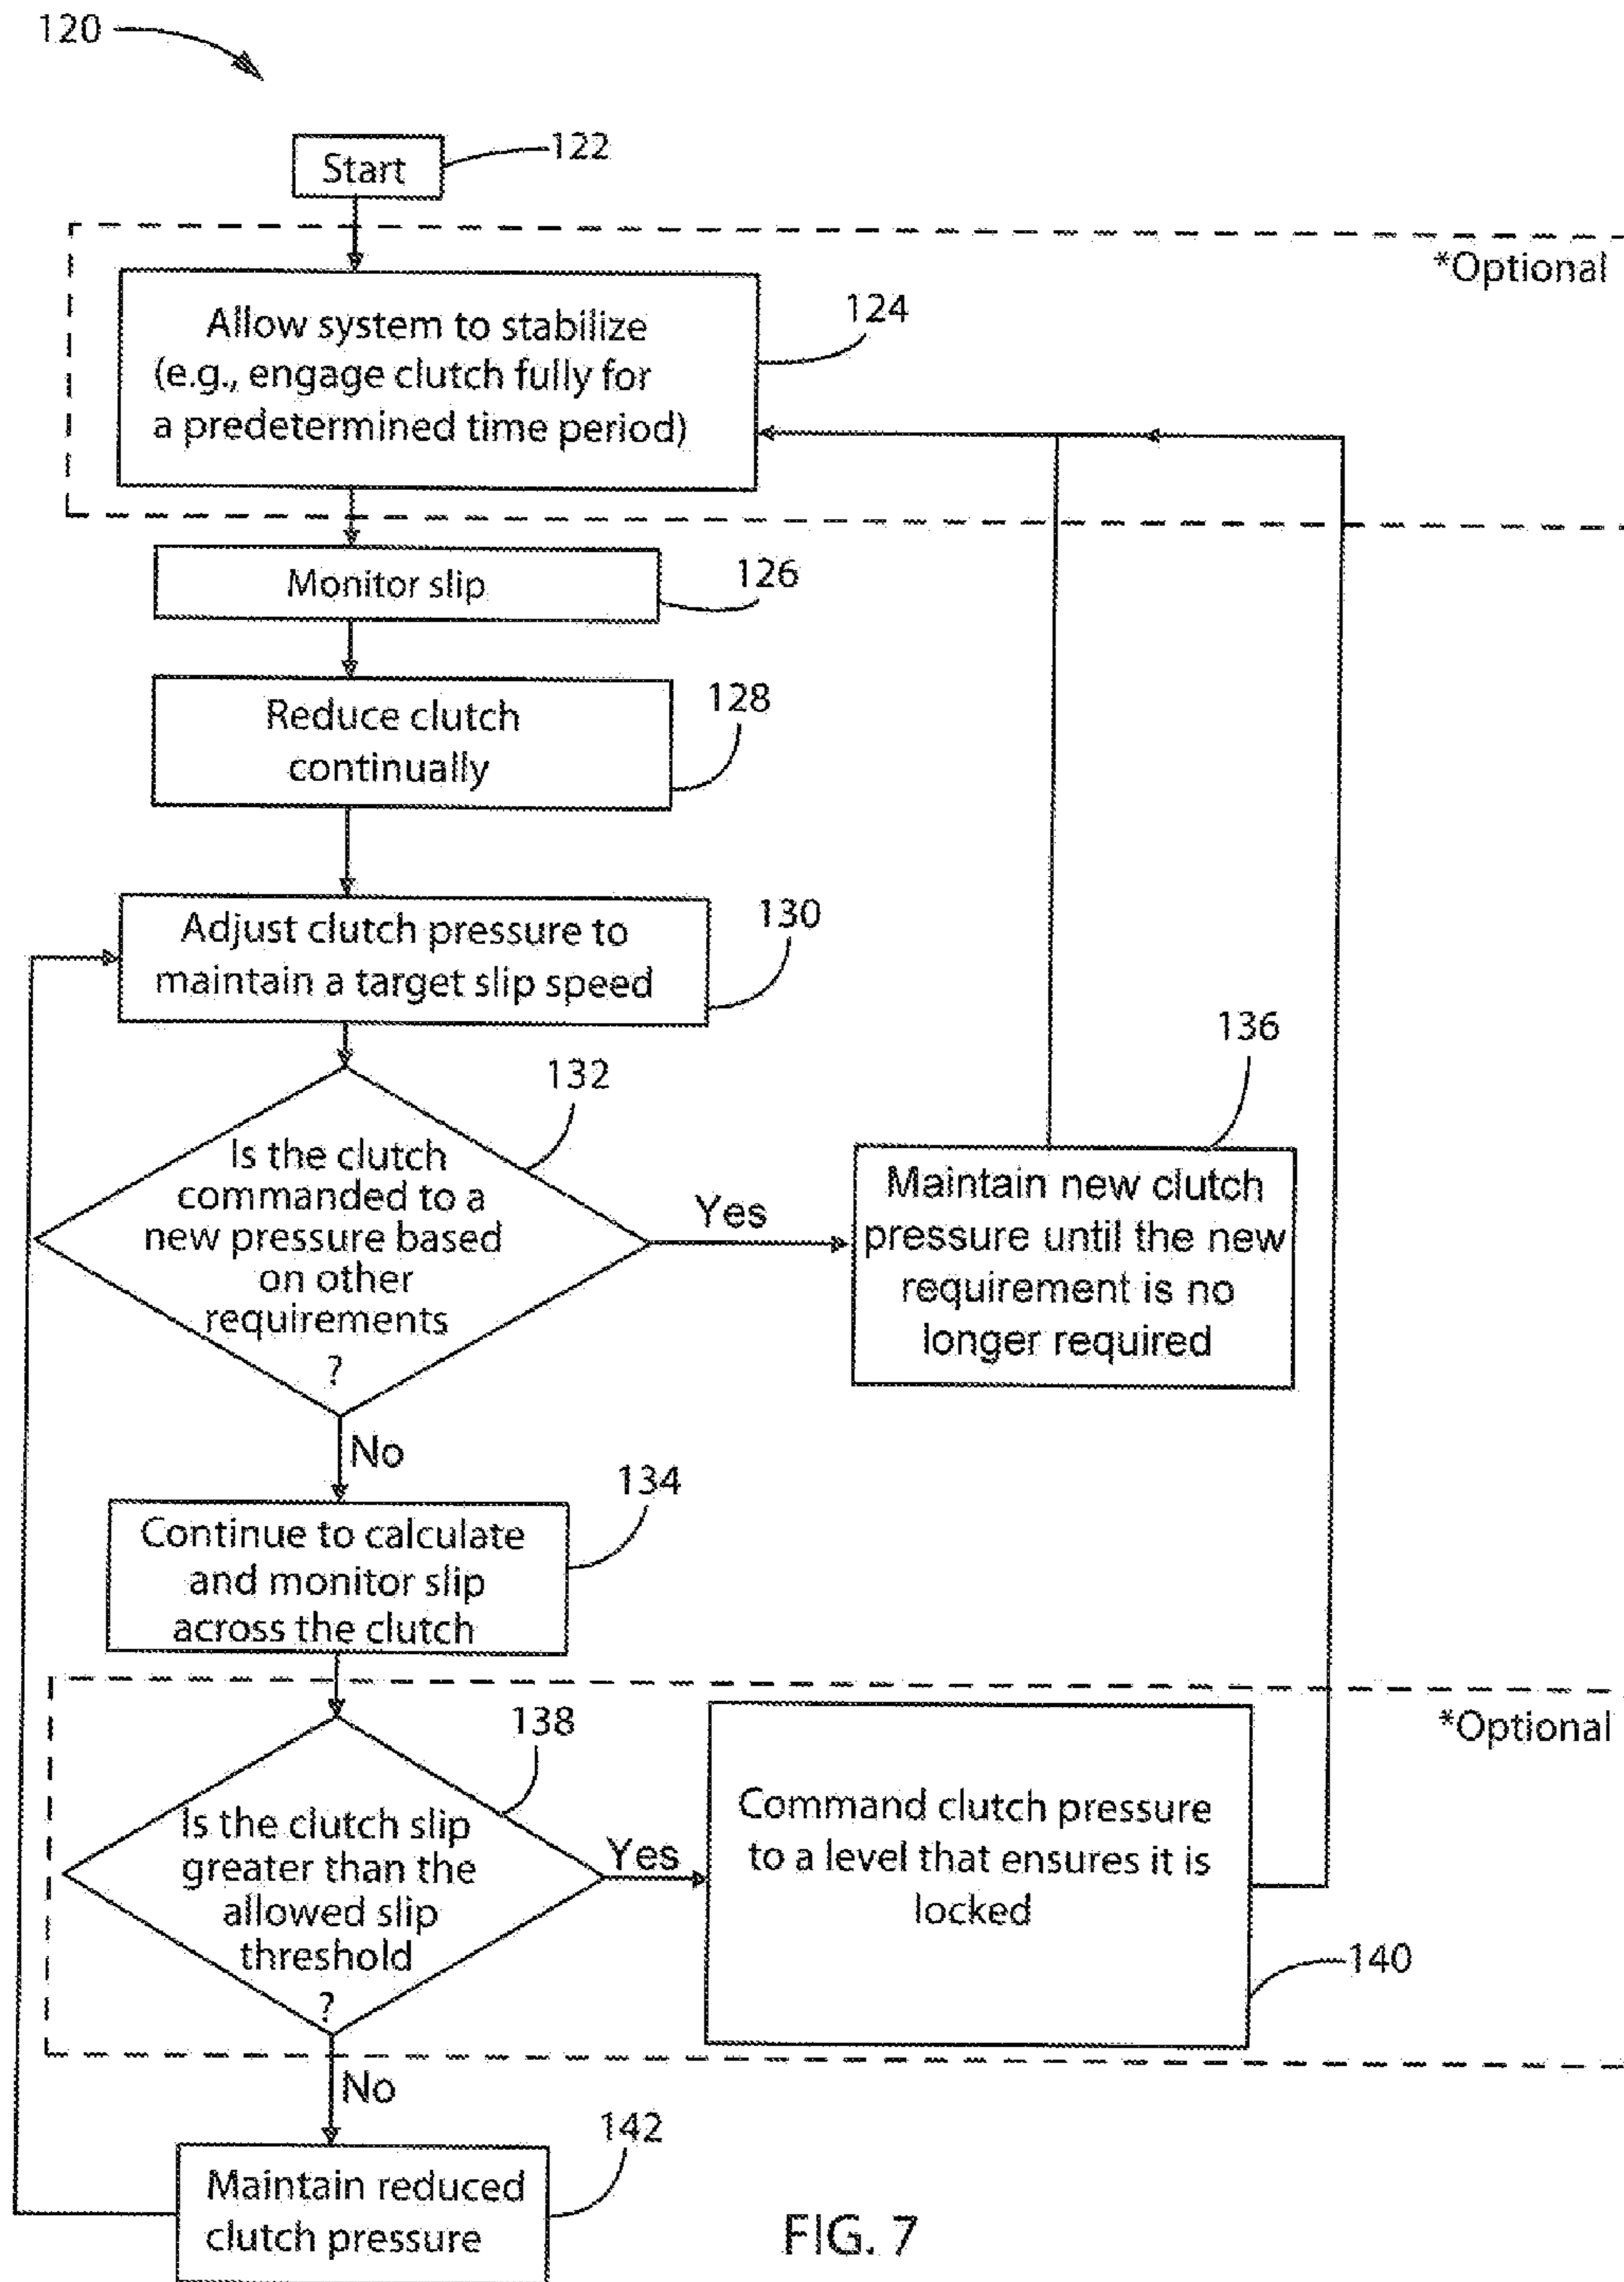 120
Start
122
*Optional
Allow system to stabilize
(e.g., engage clutch fully for
a predetermined time period)
124
Monitor slip
126
Reduce clutch
continually
128
Adjust clutch pressure to
maintain a target slip speed
130
Is the clutch
commanded to a
new pressure based
on other
requirements
?
132
Yes
Maintain new clutch
pressure until the new
requirement is no
longer required
136
No
Continue to calculate
and monitor slip
across the clutch
134
*Optional
Is the clutch slip
greater than the
allowed slip
threshold
?
138
Yes
Command clutch pressure
to a level that ensures it is
locked
140
No
Maintain reduced
clutch pressure
142
FIG. 7